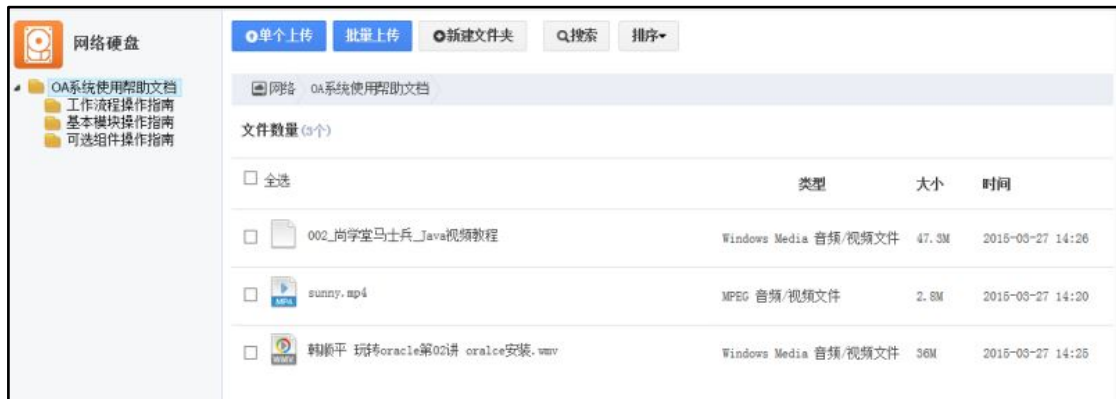 网络硬盘
单个上传 批量上传 新建文件夹 搜索 排序
OA系统使用帮助文档
工作流程操作指南
基本模块操作指南
可选组件操作指南
网络 OA系统使用帮助文档
文件数量(3个)
全选 类型 大小 时间
002_尚学堂马士兵_Java视频教程 Windows Media 音频/视频文件 47.3M 2015-03-27 14:26
MP4 sunny.mp4 MPEG 音频/视频文件 2.8M 2015-03-27 14:20
WMV 韩顺平 玩转oracle第02讲 oralce安装.wmv Windows Media 音频/视频文件 36M 2015-03-27 14:25